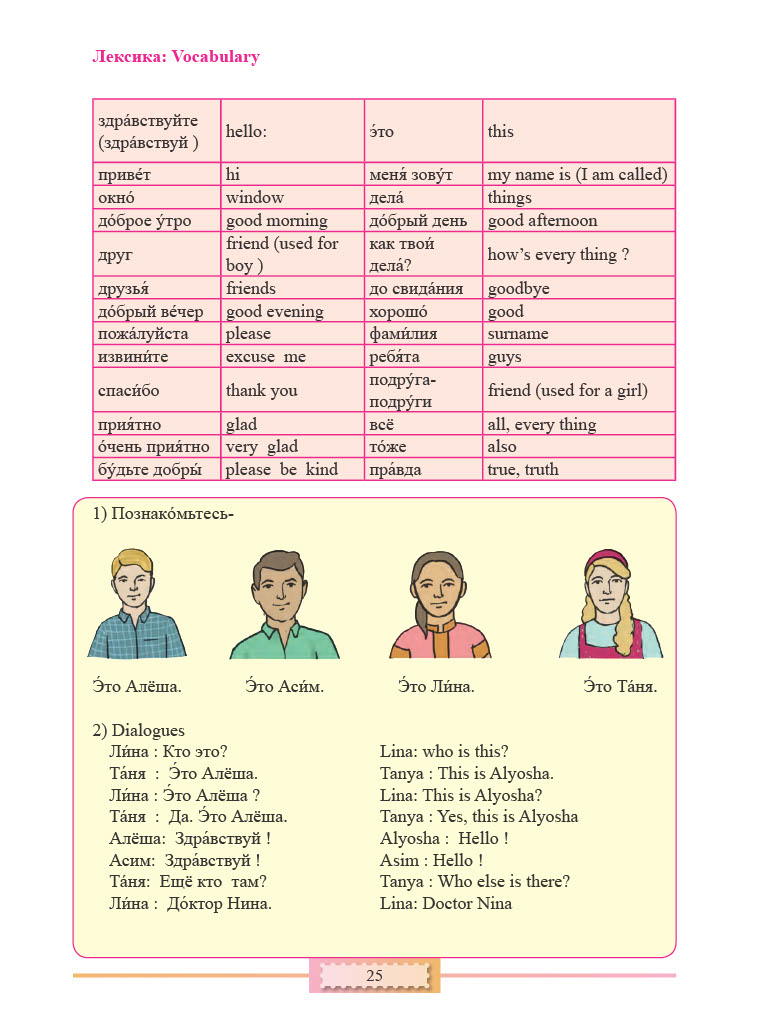 Лексика: Vocabulary
здра́вствуйте (здра́вствуй ) hello: э́то this
приве́т hi меня́ зову́т my name is (I am called)
окно́ window дела́ things
до́брое у́тро good morning до́брый день good afternoon
друг friend (used for boy ) как твои́ дела́? how’s every thing ?
друзья́ friends до свида́ния goodbye
до́брый ве́чер good evening хорошо́ good
пожа́луйста please фами́лия surname
извини́те excuse me ребя́та guys
спаси́бо thank you подру́га- подру́ги friend (used for a girl)
прия́тно glad всё all, every thing
о́чень прия́тно very glad то́же also
бу́дьте добры́ please be kind пра́вда true, truth
1) Познако́мьтесь-
Э́то Алёша. Э́то Аси́м. Э́то Ли́на. Э́то Та́ня.
2) Dialogues
Ли́на : Кто это? Lina: who is this?
Та́ня : Э́то Алёша. Tanya : This is Alyosha.
Ли́на : Э́то Алёша ? Lina: This is Alyosha?
Та́ня : Да. Э́то Алёша. Tanya : Yes, this is Alyosha
Алёша: Здра́вствуй ! Alyosha : Hello !
Асим: Здра́вствуй ! Asim : Hello !
Та́ня: Ещё кто там? Tanya : Who else is there?
Ли́на : До́ктор Нина. Lina: Doctor Nina
25